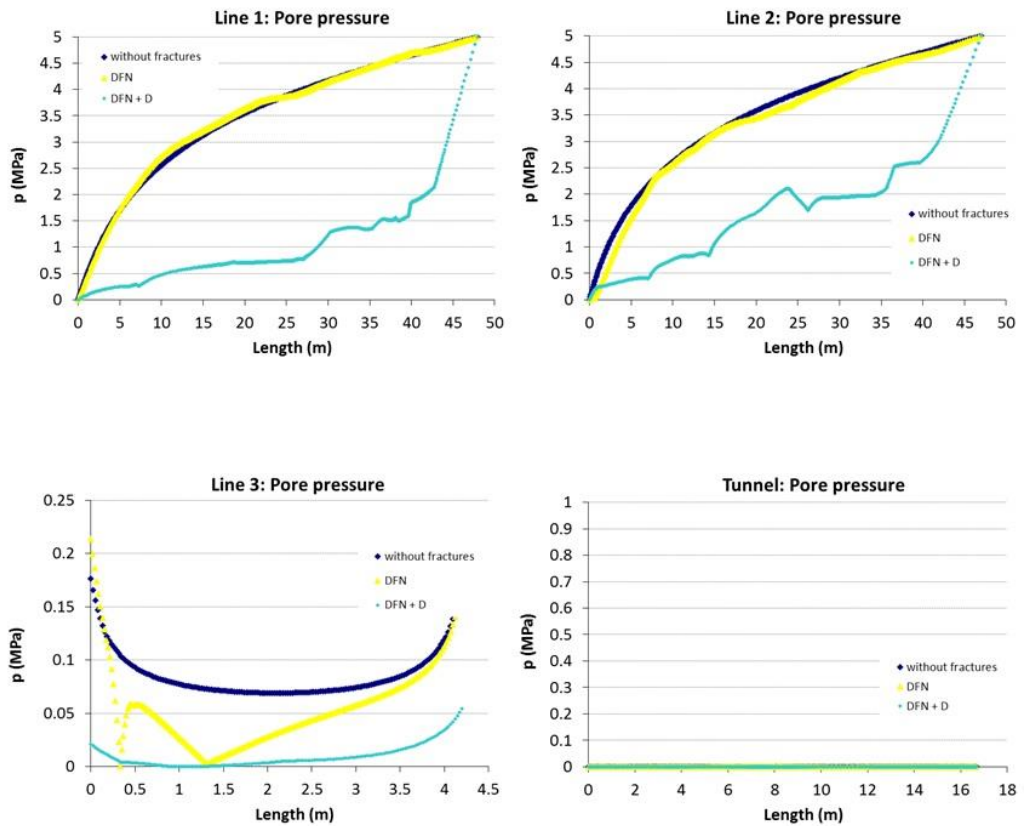 Line 1: Pore pressure
5
4.5
4
3.5
3
2.5
2
1.5
1
0.5
0
p (MPa)
without fractures
DFN
DFN + D
0 5 10 15 20 25 30 35 40 45 50
Length (m)
Line 2: Pore pressure
5
4.5
4
3.5
3
2.5
2
1.5
1
0.5
0
p (MPa)
without fractures
DFN
DFN + D
0 5 10 15 20 25 30 35 40 45 50
Length (m)
Line 3: Pore pressure
0.25
0.2
0.15
0.1
0.05
0
p (MPa)
without fractures
DFN
DFN + D
0 0.5 1 1.5 2 2.5 3 3.5 4 4.5
Length (m)
Tunnel: Pore pressure
1
0.9
0.8
0.7
0.6
0.5
0.4
0.3
0.2
0.1
0
p (MPa)
without fractures
DFN
DFN + D
0 2 4 6 8 10 12 14 16 18
Length (m)